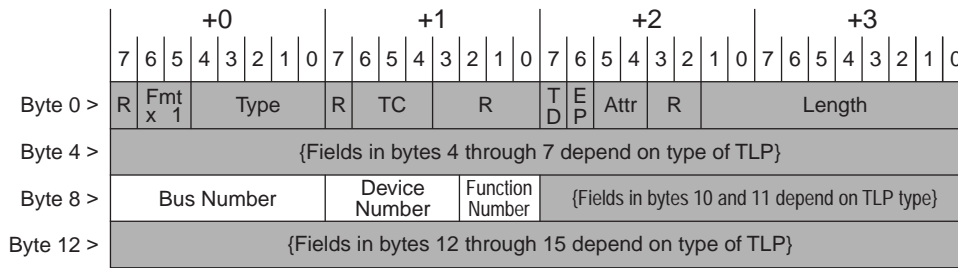 +0 +1 +2 +3
7 6 5 4 3 2 1 0 7 6 5 4 3 2 1 0 7 6 5 4 3 2 1 0 7 6 5 4 3 2 1 0
Byte 0 > R Fmt x 1 Type R TC R TD EP Attr R Length
Byte 4 > {Fields in bytes 4 through 7 depend on type of TLP}
Byte 8 > Bus Number Device Number Function Number {Fields in bytes 10 and 11 depend on TLP type}
Byte 12 > {Fields in bytes 12 through 15 depend on type of TLP}